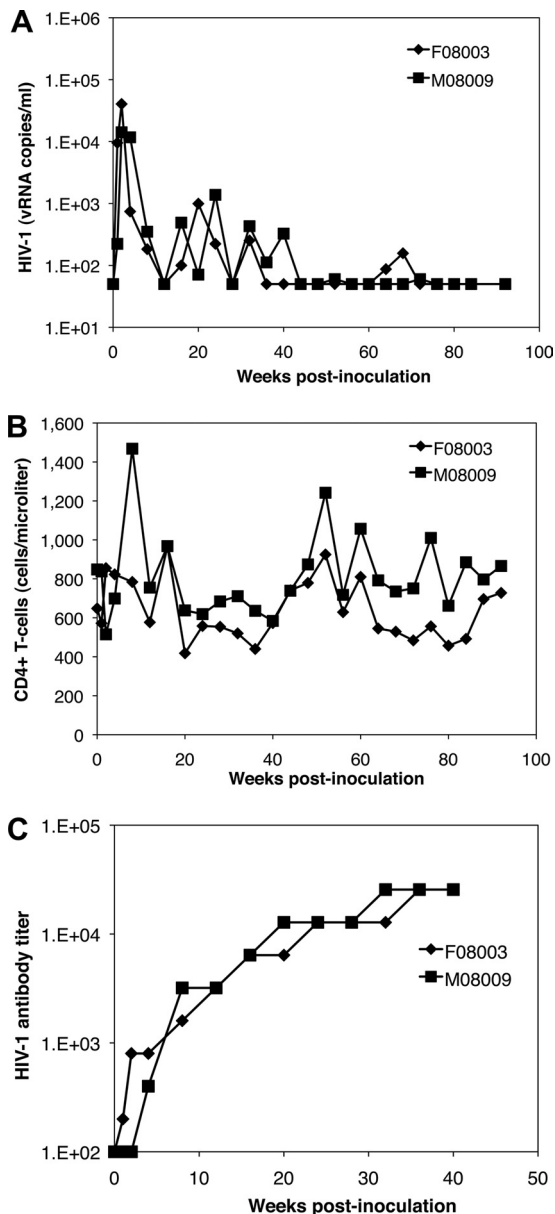 A
1.E+06
1.E+05
1.E+04
1.E+03
1.E+02
1.E+01
HIV-1 (vRNA copies/ml)
F08003
M08009
0 20 40 60 80 100
Weeks post-inoculation
B
1,600
1,400
1,200
1,000
800
600
400
200
0
CD4+ T-cells (cells/microliter)
F08003
M08009
0 20 40 60 80 100
Weeks post-inoculation
C
1.E+05
1.E+04
1.E+03
1.E+02
HIV-1 antibody titer
F08003
M08009
0 10 20 30 40 50
Weeks post-inoculation